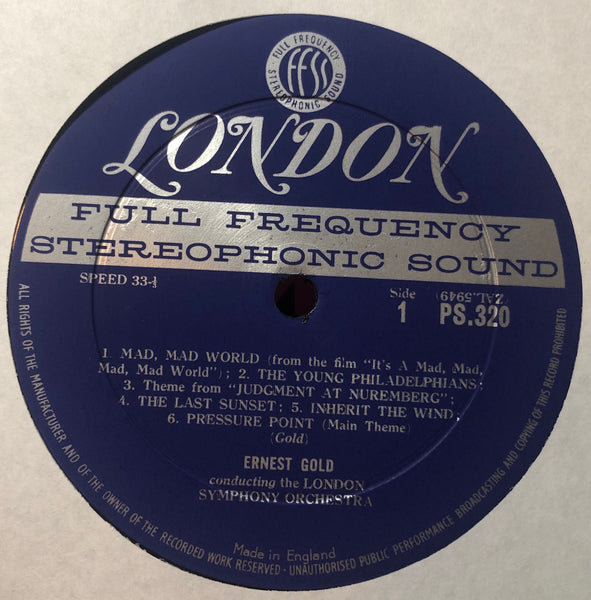 FULL FREQUENCY
ffss
STEREOPHONIC SOUND
LONDON
FULL FREQUENCY
STEREOPHONIC SOUND
SPEED 33-⅓
Side
1
(ZAL.5949)
PS.320
1. MAD, MAD WORLD (from the film "It's A Mad, Mad,
Mad, Mad World"); 2. THE YOUNG PHILADELPHIANS;
3. Theme from "JUDGMENT AT NUREMBERG";
4. THE LAST SUNSET; 5. INHERIT THE WIND;
6. PRESSURE POINT (Main Theme)
(Gold)
ERNEST GOLD
conducting the LONDON
SYMPHONY ORCHESTRA
Made in England
ALL RIGHTS OF THE MANUFACTURER AND OF THE OWNER OF THE RECORDED WORK RESERVED · UNAUTHORISED PUBLIC PERFORMANCE BROADCASTING AND COPYING OF THIS RECORD PROHIBITED